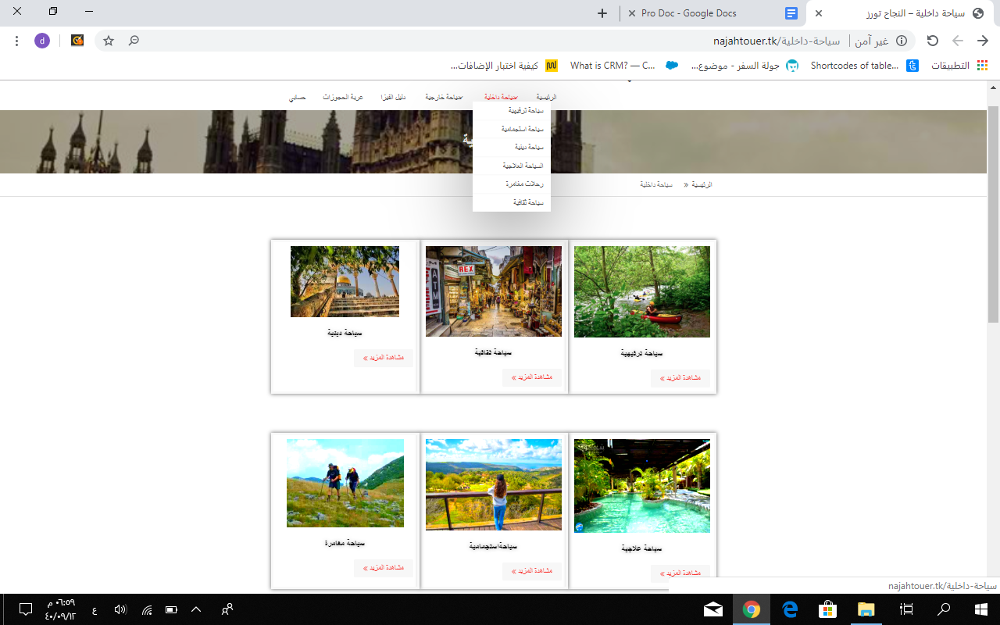 سياحة داخلية – النجاح تورز
Pro Doc - Google Docs
najahtouer.tk/سياحة-داخلية
غير آمن
d
التطبيقات
Shortcodes of table...
جولة السفر - موضوع...
What is CRM? — C...
كيفية اختبار الإضافات...
الرئيسية
سياحة داخلية
سياحة خارجية
دليل الفيزا
عربة الحجوزات
حسابي
سياحة ترفيهية
سياحة استجمامية
سياحة دينية
السياحة العلاجية
رحلات مغامرة
سياحة ثقافية
الرئيسية » سياحة داخلية
REX
ATM
سياحة ترفيهية
مشاهدة المزيد »
سياحة ثقافية
مشاهدة المزيد »
سياحة دينية
مشاهدة المزيد »
سياحة علاجية
مشاهدة المزيد »
سياحةاستجمامية
مشاهدة المزيد »
سياحة مغامرة
مشاهدة المزيد »
najahtouer.tk/سياحة-داخلية
ع
٠٦:٥٩ م
٤٠/٠٩/١٢